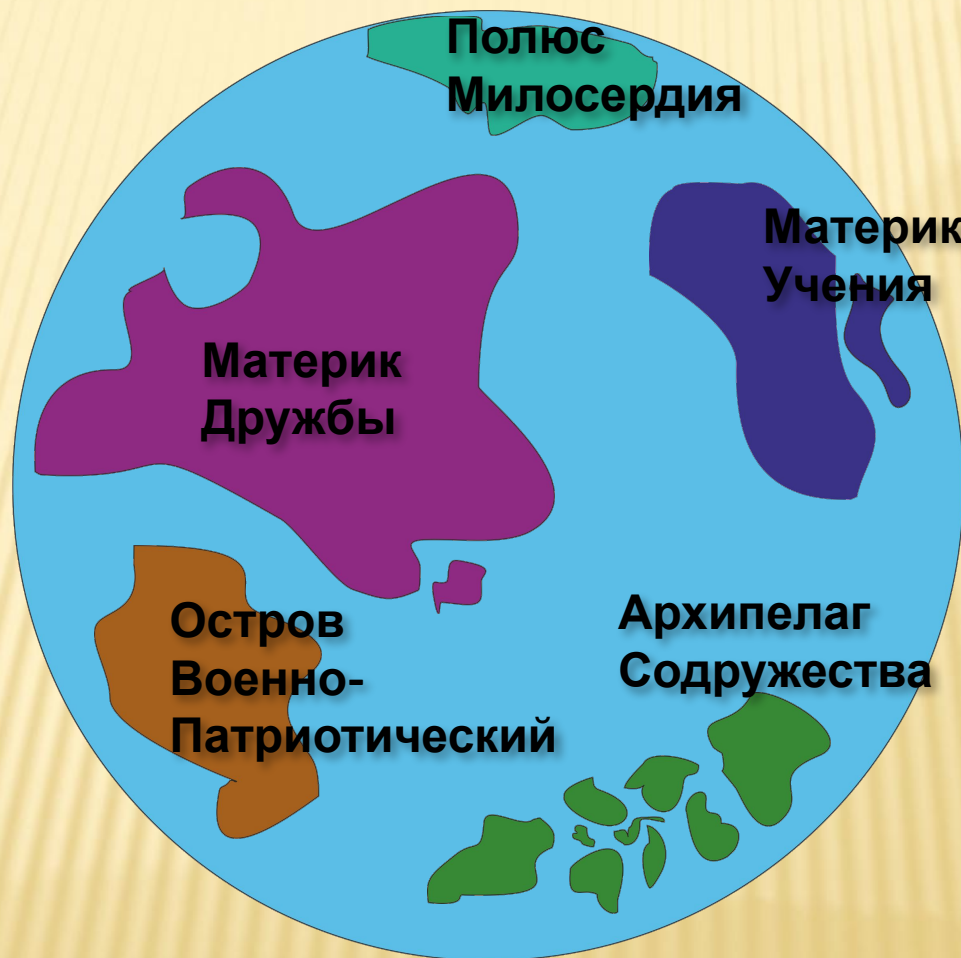 Полюс
Милосердия
Материк
Учения
Материк
Дружбы
Остров
Военно-
Патриотический
Архипелаг
Содружества